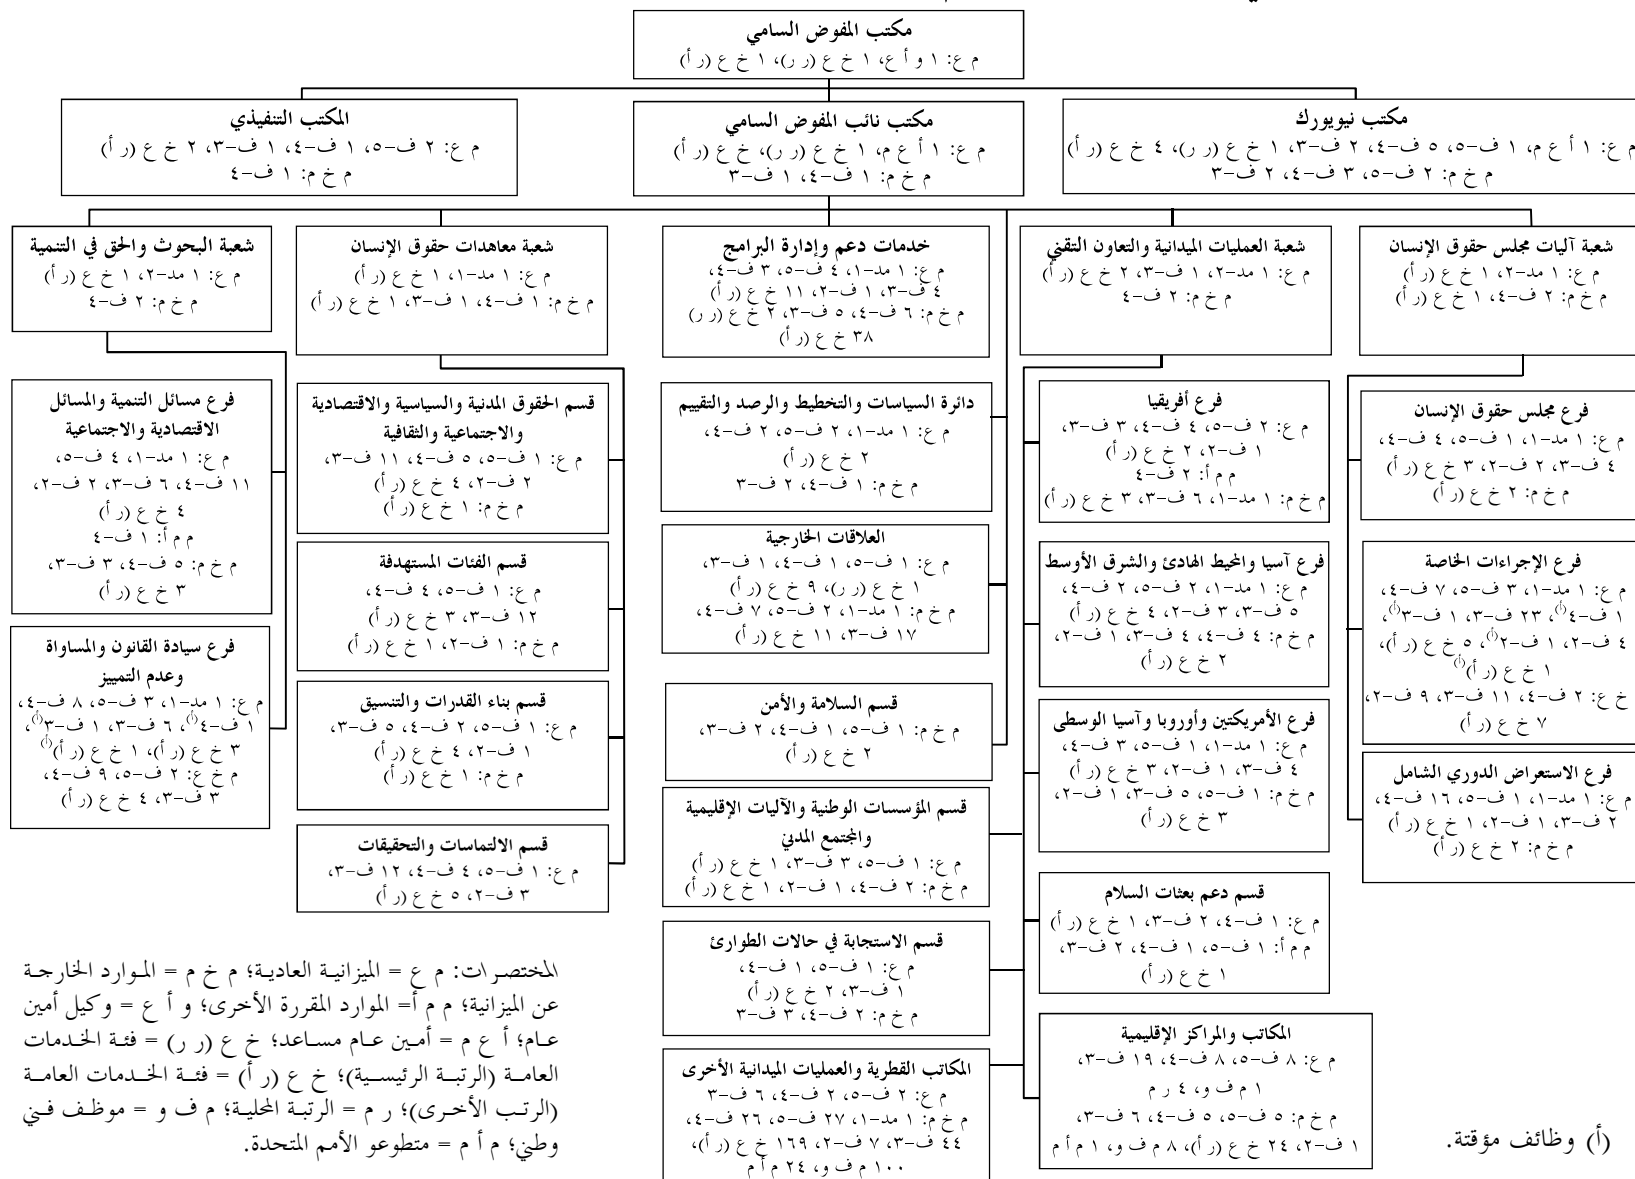 مكتب المفوض السامي
م ع: ١ و أ ع، ١ خ ع (ر ر)، ١ خ ع (ر أ)
مكتب نيويورك
م ع: ١ أ ع م، ١ ف-٥، ٥ ف-٤، ٢ ف-٣، ١ خ ع (ر ر)، ٤ خ ع (ر أ)
م خ م: ٢ ف-٥، ٣ ف-٤، ٢ ف-٣
مكتب نائب المفوض السامي
م ع: ١ أ ع م، ١ خ ع (ر ر)، خ ع (ر أ)
م خ م: ١ ف-٤، ١ ف-٣
المكتب التنفيذي
م ع: ٢ ف-٥، ١ ف-٤، ١ ف-٣، ٢ خ ع (ر أ)
م خ م: ١ ف-٤
شعبة آليات مجلس حقوق الإنسان
م ع: ١ مد-٢، ١ خ ع (ر أ)
م خ م: ٢ ف-٤، ١ خ ع (ر أ)
شعبة العمليات الميدانية والتعاون التقني
م ع: ١ مد-٢، ١ ف-٣، ٢ خ ع (ر أ)
م خ م: ٢ ف-٤
خدمات دعم وإدارة البرامج
م ع: ١ مد-١، ٤ ف-٥، ٣ ف-٤،
٤ ف-٣، ١ ف-٢، ١١ خ ع (ر أ)
م خ م: ٦ ف-٤، ٥ ف-٣، ٢ خ ع (ر ر)
٣٨ خ ع (ر أ)
شعبة معاهدات حقوق الإنسان
م ع: ١ مد-١، ١ خ ع (ر أ)
م خ م: ١ ف-٤، ١ ف-٣، ١ خ ع (ر أ)
شعبة البحوث والحق في التنمية
م ع: ١ مد-٢، ١ خ ع (ر أ)
م خ م: ٢ ف-٤
فرع مجلس حقوق الإنسان
م ع: ١ مد-١، ١ ف-٥، ٤ ف-٤،
٤ ف-٣، ٢ ف-٢، ٣ خ ع (ر أ)
م خ م: ٢ خ ع (ر أ)
فرع الإجراءات الخاصة
م ع: ١ مد-١، ٣ ف-٥، ٧ ف-٤،
١ ف-٤(أ)، ٢٣ ف-٣، ١ ف-٣(أ)،
٤ ف-٢، ١ ف-٢(أ)، ٥ خ ع (ر أ)،
١ خ ع (ر أ)(أ)
خ ع: ٢ ف-٤، ١١ ف-٣، ٩ ف-٢،
٧ خ ع (ر أ)
فرع الاستعراض الدوري الشامل
م ع: ١ مد-١، ١ ف-٥، ١٦ ف-٤،
٢ ف-٣، ١ ف-٢، ١ خ ع (ر أ)
م خ م: ٢ خ ع (ر أ)
فرع أفريقيا
م ع: ٢ ف-٥، ٤ ف-٤، ٣ ف-٣،
١ ف-٢، ٢ خ ع (ر أ)
م م أ: ٢ ف-٤
م خ م: ١ مد-١، ٦ ف-٣، ٣ خ ع (ر أ)
فرع آسيا والمحيط الهادئ والشرق الأوسط
م ع: ١ مد-١، ٢ ف-٥، ٢ ف-٤،
٥ ف-٣، ٣ ف-٢، ٤ خ ع (ر أ)
م خ م: ٤ ف-٤، ٤ ف-٣، ١ ف-٢،
٢ خ ع (ر أ)
فرع الأمريكتين وأوروبا وآسيا الوسطى
م ع: ١ مد-١، ١ ف-٥، ٣ ف-٤،
٤ ف-٣، ١ ف-٢، ٣ خ ع (ر أ)
م خ م: ١ ف-٥، ٥ ف-٣، ١ ف-٢،
٣ خ ع (ر أ)
قسم دعم بعثات السلام
م ع: ١ ف-٤، ٢ ف-٣، ١ خ ع (ر أ)
م م أ: ١ ف-٥، ١ ف-٤، ٢ ف-٣،
١ خ ع (ر أ)
المكاتب والمراكز الإقليمية
م ع: ٨ ف-٥، ٨ ف-٤، ١٩ ف-٣،
١ م ف و، ٤ ر م
م خ م: ٥ ف-٥، ٥ ف-٤، ٦ ف-٣،
١ ف-٢، ٢٤ خ ع (ر أ)، ٨ م ف و، ١ م أ م
دائرة السياسات والتخطيط والرصد والتقييم
م ع: ١ مد-١، ٢ ف-٥، ٢ ف-٤،
٢ خ ع (ر أ)
م خ م: ١ ف-٤، ٢ ف-٣
العلاقات الخارجية
م ع: ١ ف-٥، ١ ف-٤، ١ ف-٣،
١ خ ع (ر ر)، ٩ خ ع (ر أ)
م خ م: ١ مد-١، ٢ ف-٥، ٧ ف-٤،
١٧ ف-٣، ١١ خ ع (ر أ)
قسم السلامة والأمن
م خ م: ١ ف-٥، ١ ف-٤، ٢ ف-٣،
٢ خ ع (ر أ)
قسم المؤسسات الوطنية والآليات الإقليمية
والمجتمع المدني
م ع: ١ ف-٥، ٣ ف-٣، ١ خ ع (ر أ)
م خ م: ٢ ف-٤، ١ ف-٢، ١ خ ع (ر أ)
قسم الاستجابة في حالات الطوارئ
م ع: ١ ف-٥، ١ ف-٤،
١ ف-٣، ٢ خ ع (ر أ)
م خ م: ٢ ف-٤، ٣ ف-٣
المكاتب القطرية والعمليات الميدانية الأخرى
م ع: ٢ ف-٥، ٢ ف-٤، ٦ ف-٣
م خ م: ١ مد-١، ٢٧ ف-٥، ٢٦ ف-٤،
٤٤ ف-٣، ٧ ف-٢، ١٦٩ خ ع (ر أ)،
١٠٠ م ف و، ٢٤ م أ م
قسم الحقوق المدنية والسياسية والاقتصادية
والاجتماعية والثقافية
م ع: ١ ف-٥، ٥ ف-٤، ١١ ف-٣،
٢ ف-٢، ٤ خ ع (ر أ)
م خ م: ١ خ ع (ر أ)
قسم الفئات المستهدفة
م ع: ١ ف-٥، ٤ ف-٤،
١٢ ف-٣، ٣ خ ع (ر أ)
م خ م: ١ ف-٢، ١ خ ع (ر أ)
قسم بناء القدرات والتنسيق
م ع: ١ ف-٥، ٢ ف-٤، ٥ ف-٣،
١ ف-٢، ٤ خ ع (ر أ)
م خ م: ١ خ ع (ر أ)
قسم الالتماسات والتحقيقات
م ع: ١ ف-٥، ٤ ف-٤، ١٢ ف-٣،
٣ ف-٢، ٥ خ ع (ر أ)
فرع مسائل التنمية والمسائل
الاقتصادية والاجتماعية
م ع: ١ مد-١، ٤ ف-٥،
١١ ف-٤، ٦ ف-٣، ٢ ف-٢،
٤ خ ع (ر أ)
م م أ: ١ ف-٤
م خ م: ٥ ف-٤، ٣ ف-٣،
٣ خ ع (ر أ)
فرع سيادة القانون والمساواة
وعدم التمييز
م ع: ١ مد-١، ٣ ف-٥، ٨ ف-٤،
١ ف-٤(أ)، ٦ ف-٣، ١ ف-٣(أ)،
٣ خ ع (ر أ)، ١ خ ع (ر أ)(أ)
م خ ع: ٢ ف-٥، ٩ ف-٤،
٣ ف-٣، ٤ خ ع (ر أ)
المختصرات: م ع = الميزانية العادية؛ م خ م = الموارد الخارجة
عن الميزانية؛ م م أ= الموارد المقررة الأخرى؛ و أ ع = وكيل أمين
عام؛ أ ع م = أمين عام مساعد؛ خ ع (ر ر) = فئة الخدمات
العامة (الرتبة الرئيسية)؛ خ ع (ر أ) = فئة الخدمات العامة
(الرتب الأخرى)؛ ر م = الرتبة المحلية؛ م ف و = موظف فني
وطني؛ م أ م = متطوعو الأمم المتحدة.
(أ) وظائف مؤقتة.